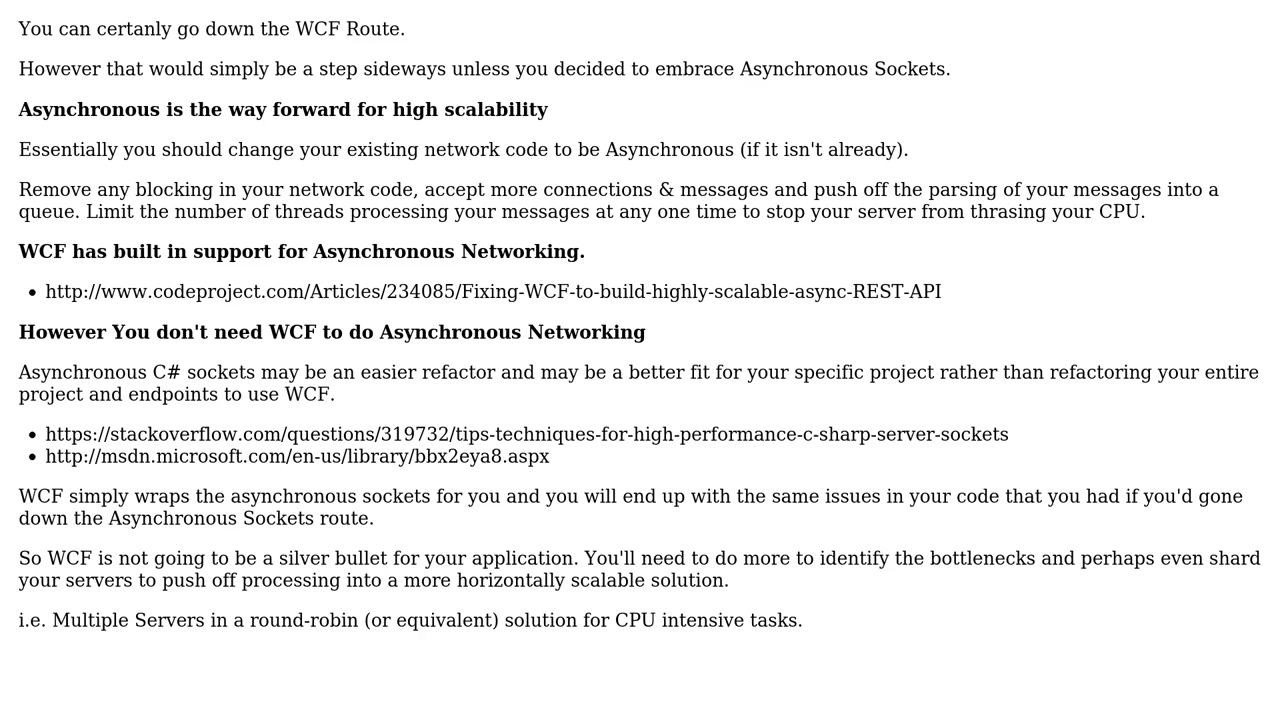 You can certanly go down the WCF Route.
However that would simply be a step sideways unless you decided to embrace Asynchronous Sockets.
Asynchronous is the way forward for high scalability
Essentially you should change your existing network code to be Asynchronous (if it isn't already).
Remove any blocking in your network code, accept more connections & messages and push off the parsing of your messages into a
queue. Limit the number of threads processing your messages at any one time to stop your server from thrasing your CPU.
WCF has built in support for Asynchronous Networking.
• http://www.codeproject.com/Articles/234085/Fixing-WCF-to-build-highly-scalable-async-REST-API
However You don't need WCF to do Asynchronous Networking
Asynchronous C# sockets may be an easier refactor and may be a better fit for your specific project rather than refactoring your entire
project and endpoints to use WCF.
• https://stackoverflow.com/questions/319732/tips-techniques-for-high-performance-c-sharp-server-sockets
• http://msdn.microsoft.com/en-us/library/bbx2eya8.aspx
WCF simply wraps the asynchronous sockets for you and you will end up with the same issues in your code that you had if you'd gone
down the Asynchronous Sockets route.
So WCF is not going to be a silver bullet for your application. You'll need to do more to identify the bottlenecks and perhaps even shard
your servers to push off processing into a more horizontally scalable solution.
i.e. Multiple Servers in a round-robin (or equivalent) solution for CPU intensive tasks.